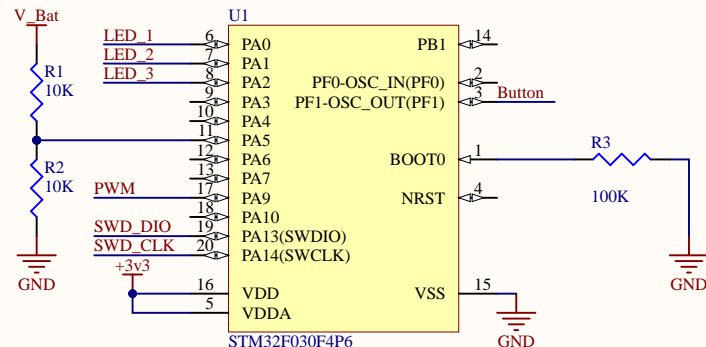 V_Bat
U1
LED_1 6 PA0 PB1 14
LED_2 7 PA1
LED_3 8 PA2 PF0-OSC_IN(PF0) 2
R1
10K
9 PA3 PF1-OSC_OUT(PF1) 3 Button
10 PA4
11 PA5
12 PA6 BOOT0 1
R3
100K
R2
10K
13 PA7
PWM 17 PA9 NRST 4
18 PA10
SWD_DIO 19 PA13(SWDIO)
SWD_CLK 20 PA14(SWCLK)
+3v3
GND
GND
16 VDD VSS 15
5 VDDA
GND
STM32F030F4P6